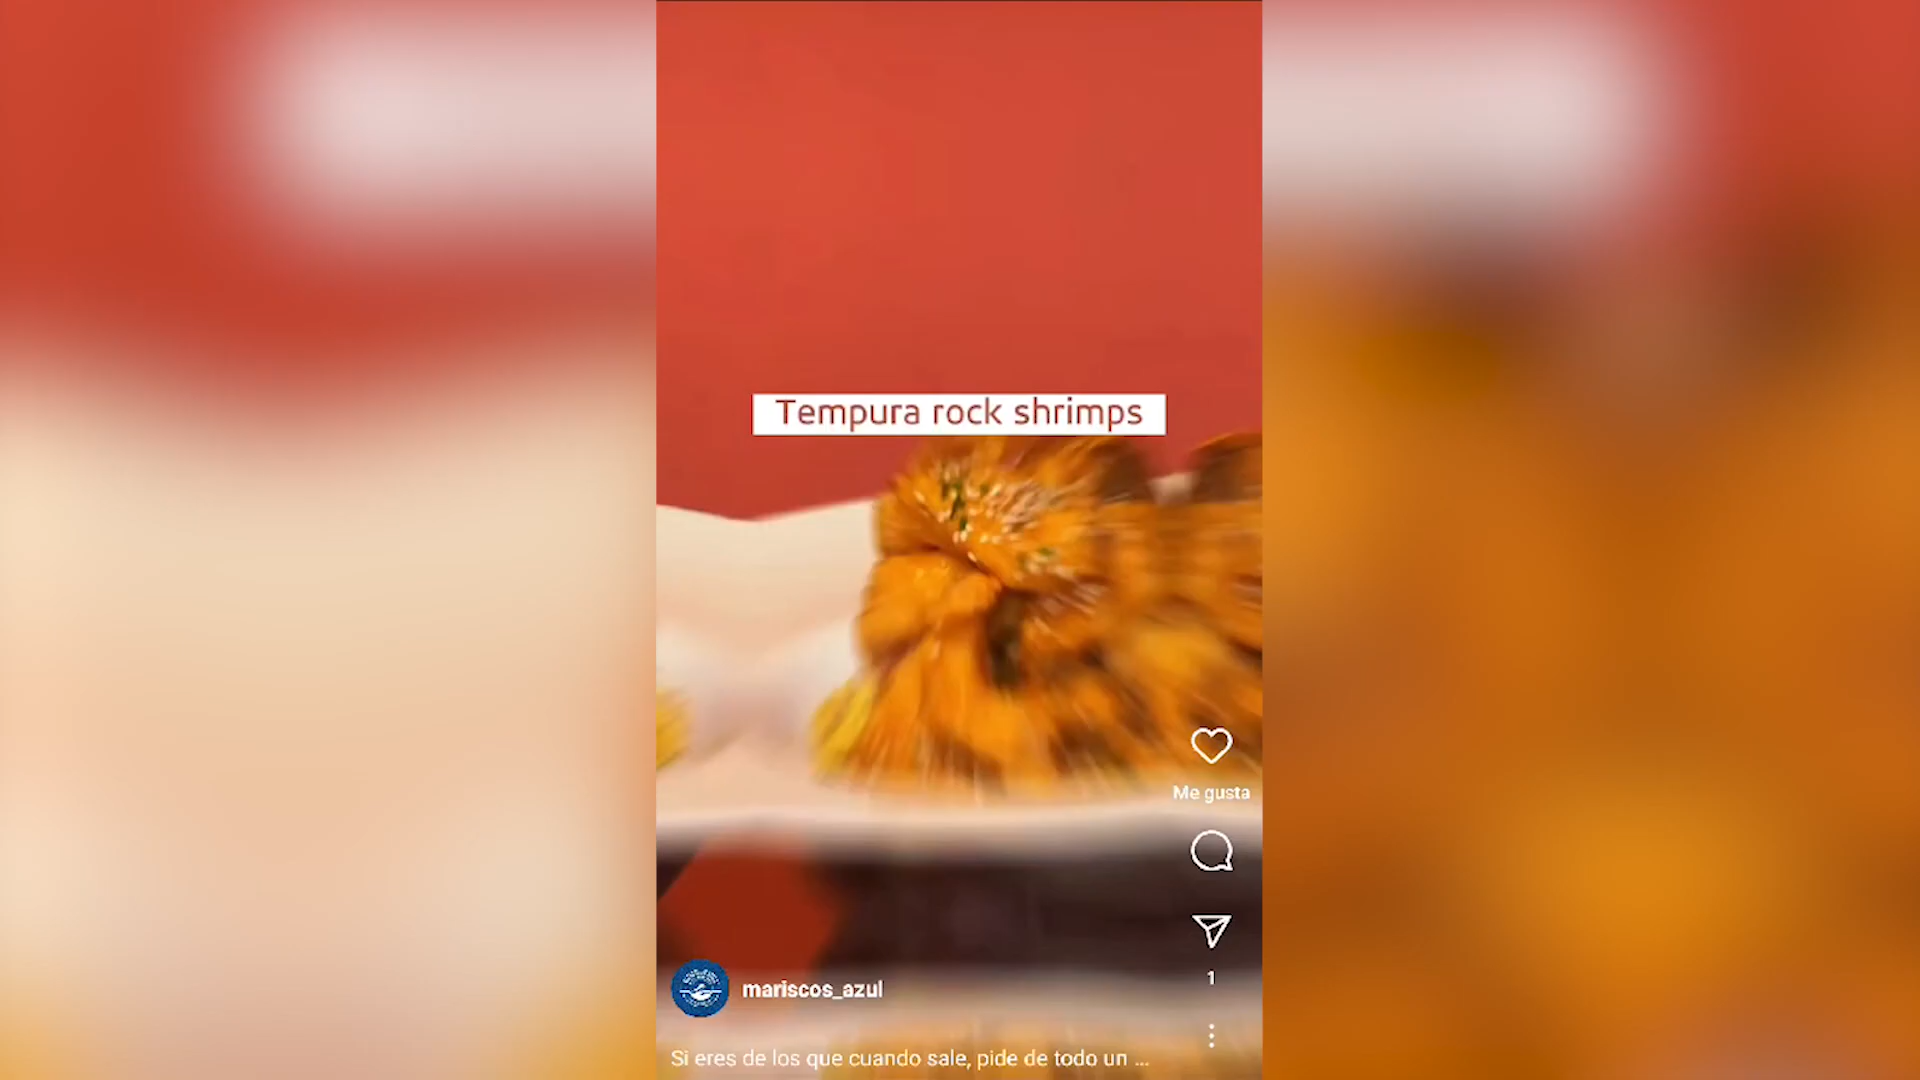 Tempura rock shrimps
Me gusta
1
mariscos_azul
Si eres de los que cuando sale, pide de todo un ...